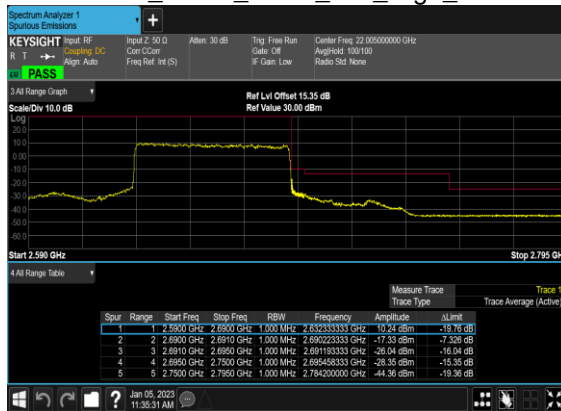 Spectrum Analyzer 1
Spurious Emissions
+
KEYSIGHT Input: RF Input Z: 50 Ω Atten: 30 dB Trig: Free Run Center Freq: 22.005000000 GHz
R T Coupling: DC Corr CCorr Gate: Off Avg|Hold: 100/100
Align: Auto Freq Ref: Int (S) IF Gain: Low Radio Std: None
PASS
3 All Range Graph
Ref Lvl Offset 15.35 dB
Scale/Div 10.0 dB Ref Value 30.00 dBm
Log
20.0
10.0
0.00
-10.0
-20.0
-30.0
-40.0
-50.0
-60.0
Start 2.590 GHz Stop 2.795 GHz
4 All Range Table
Measure Trace Trace 1
Trace Type Trace Average (Active)
Spur Range Start Freq Stop Freq RBW Frequency Amplitude ΔLimit
1 1 2.5900 GHz 2.6900 GHz 1.000 MHz 2.632333333 GHz 10.24 dBm -19.76 dB
2 2 2.6900 GHz 2.6910 GHz 1.000 MHz 2.690223333 GHz -17.33 dBm -7.326 dB
3 3 2.6910 GHz 2.6950 GHz 1.000 MHz 2.691193333 GHz -26.04 dBm -16.04 dB
4 4 2.6950 GHz 2.7500 GHz 1.000 MHz 2.695458333 GHz -28.35 dBm -15.35 dB
5 5 2.7500 GHz 2.7950 GHz 1.000 MHz 2.784200000 GHz -44.36 dBm -19.36 dB
? Jan 05, 2023
11:35:31 AM